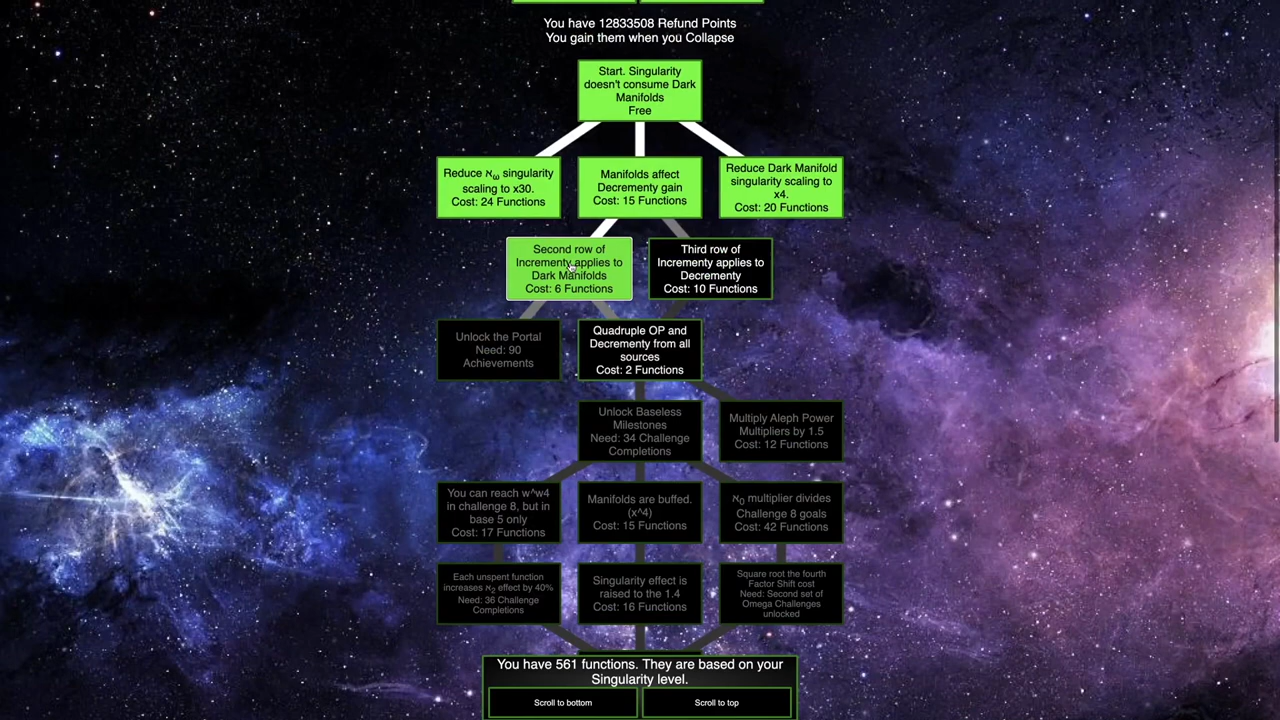 You have 12833508 Refund Points
You gain them when you Collapse
Start. Singularity
doesn't consume Dark
Manifolds
Free
Reduce ℵω singularity
scaling to x30.
Cost: 24 Functions
Manifolds affect
Decrementy gain
Cost: 15 Functions
Reduce Dark Manifold
singularity scaling to
x4.
Cost: 20 Functions
Second row of
Incrementy applies to
Dark Manifolds
Cost: 6 Functions
Third row of
Incrementy applies to
Decrementy
Cost: 10 Functions
Unlock the Portal
Need: 90
Achievements
Quadruple OP and
Decrementy from all
sources
Cost: 2 Functions
Unlock Baseless
Milestones
Need: 34 Challenge
Completions
Multiply Aleph Power
Multipliers by 1.5
Cost: 12 Functions
You can reach w^w4
in challenge 8, but in
base 5 only
Cost: 17 Functions
Manifolds are buffed.
(x^4)
Cost: 15 Functions
ℵ0 multiplier divides
Challenge 8 goals
Cost: 42 Functions
Each unspent function
increases ℵ2 effect by 40%
Need: 36 Challenge
Completions
Singularity effect is
raised to the 1.4
Cost: 16 Functions
Square root the fourth
Factor Shift cost
Need: Second set of
Omega Challenges
unlocked
You have 561 functions. They are based on your
Singularity level.
Scroll to bottom
Scroll to top